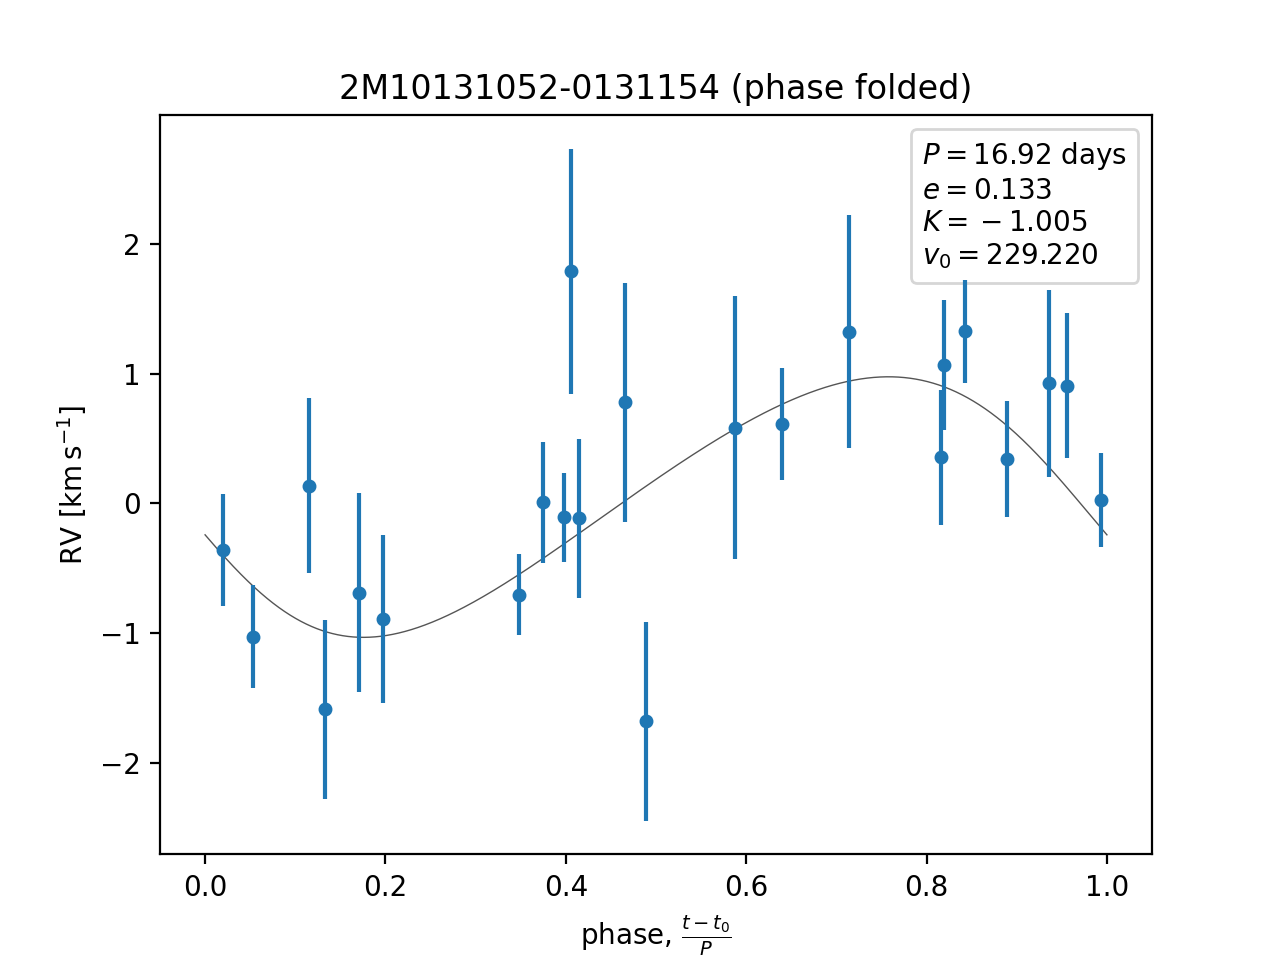 2M10131052-0131154 (phase folded)
P = 16.92 days
e = 0.133
K = −1.005
v₀ = 229.220
2
1
0
−1
−2
RV [km s⁻¹]
0.0 0.2 0.4 0.6 0.8 1.0
phase, (t − t₀)/P